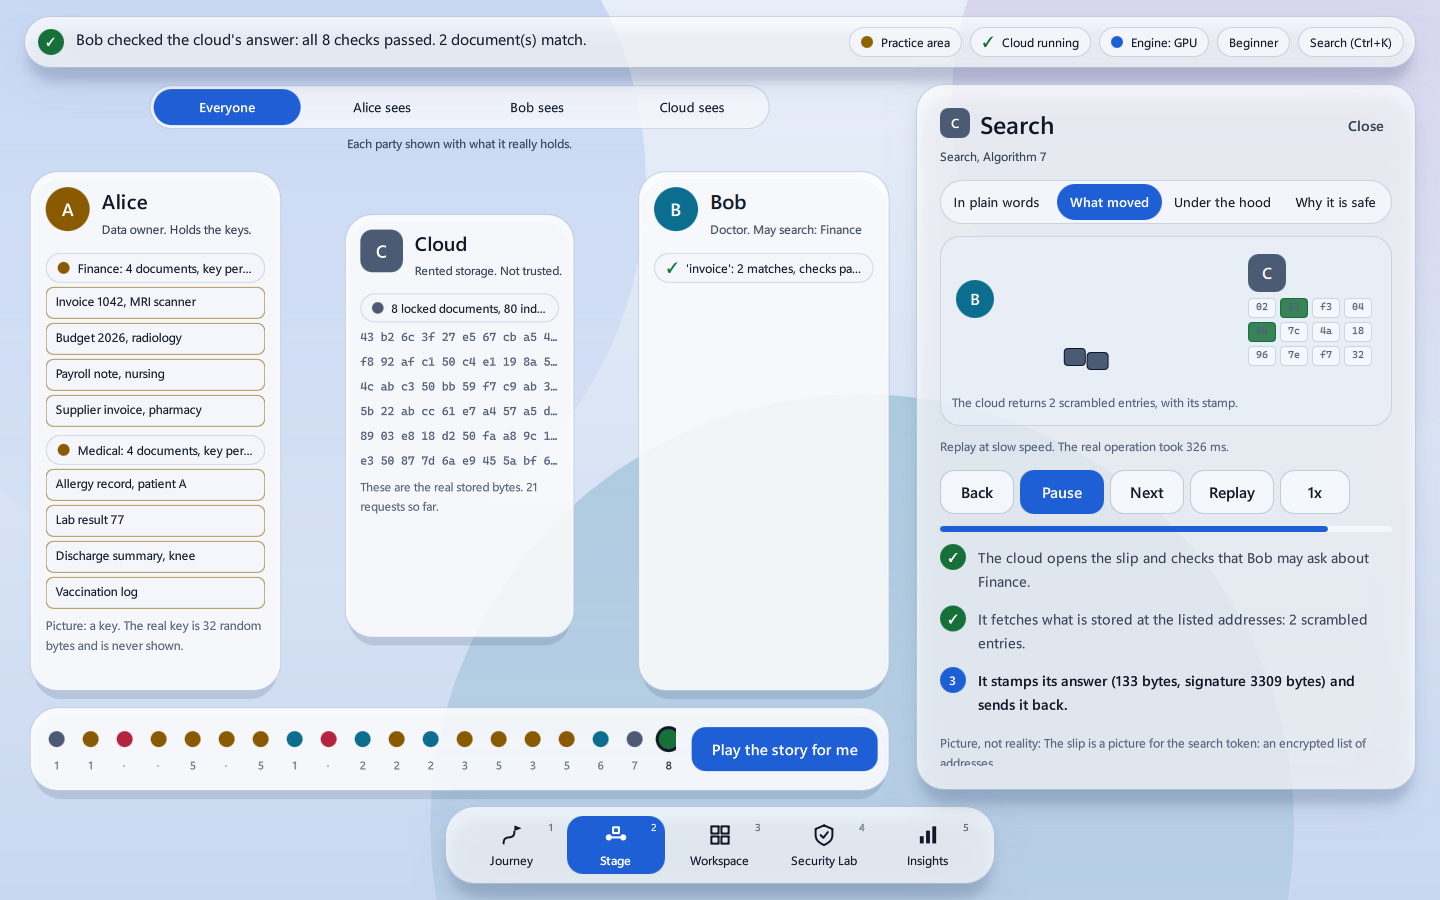 ✓ Bob checked the cloud's answer: all 8 checks passed. 2 document(s) match.
Practice area
✓ Cloud running
Engine: GPU
Beginner
Search (Ctrl+K)
Everyone
Alice sees
Bob sees
Cloud sees
Each party shown with what it really holds.
A
Alice
Data owner. Holds the keys.
Finance: 4 documents, key per...
Invoice 1042, MRI scanner
Budget 2026, radiology
Payroll note, nursing
Supplier invoice, pharmacy
Medical: 4 documents, key per...
Allergy record, patient A
Lab result 77
Discharge summary, knee
Vaccination log
Picture: a key. The real key is 32 random
bytes and is never shown.
C
Cloud
Rented storage. Not trusted.
8 locked documents, 80 ind...
43 b2 6c 3f 27 e5 67 cb a5 4…
f8 92 af c1 50 c4 e1 19 8a 5…
4c ab c3 50 bb 59 f7 c9 ab 3…
5b 22 ab cc 61 e7 a4 57 a5 d…
89 03 e8 18 d2 50 fa a8 9c 1…
e3 50 87 7d 6a e9 45 5a bf 6…
These are the real stored bytes. 21
requests so far.
B
Bob
Doctor. May search: Finance
✓ 'invoice': 2 matches, checks pa...
1 1 · · 5 · 5 1 · 2 2 2 3 5 3 5 6 7 8
Play the story for me
C
Search
Close
Search, Algorithm 7
In plain words
What moved
Under the hood
Why it is safe
B
C
02 f3 04
7c 4a 18
96 7e f7 32
The cloud returns 2 scrambled entries, with its stamp.
Replay at slow speed. The real operation took 326 ms.
Back
Pause
Next
Replay
1x
✓ The cloud opens the slip and checks that Bob may ask about
Finance.
✓ It fetches what is stored at the listed addresses: 2 scrambled
entries.
3 It stamps its answer (133 bytes, signature 3309 bytes) and
sends it back.
Picture, not reality: The slip is a picture for the search token: an encrypted list of
addresses.
Journey 1
Stage 2
Workspace 3
Security Lab 4
Insights 5